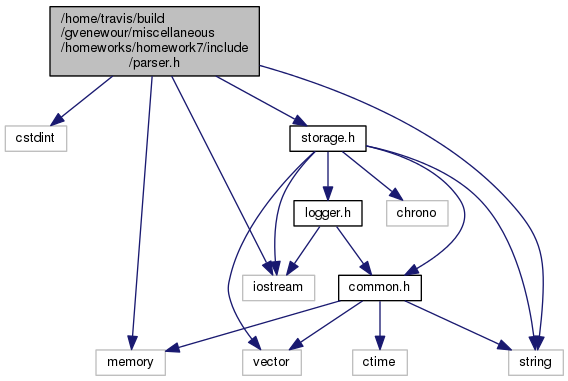 /home/travis/build
/gvenewour/miscellaneous
/homeworks/homework7/include
/parser.h
cstdint
storage.h
logger.h
chrono
iostream
common.h
memory
vector
ctime
string